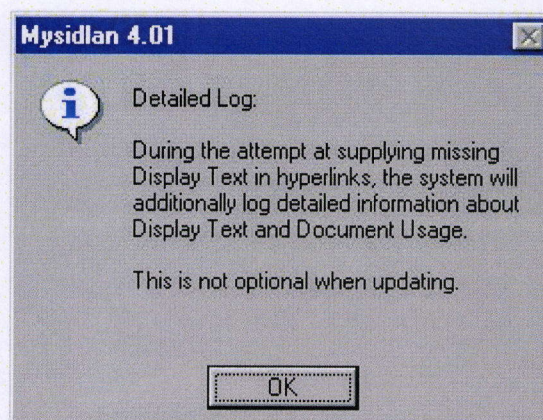 Mysidlan 4.01
Detailed Log:
During the attempt at supplying missing
Display Text in hyperlinks, the system will
additionally log detailed information about
Display Text and Document Usage.
This is not optional when updating.
OK